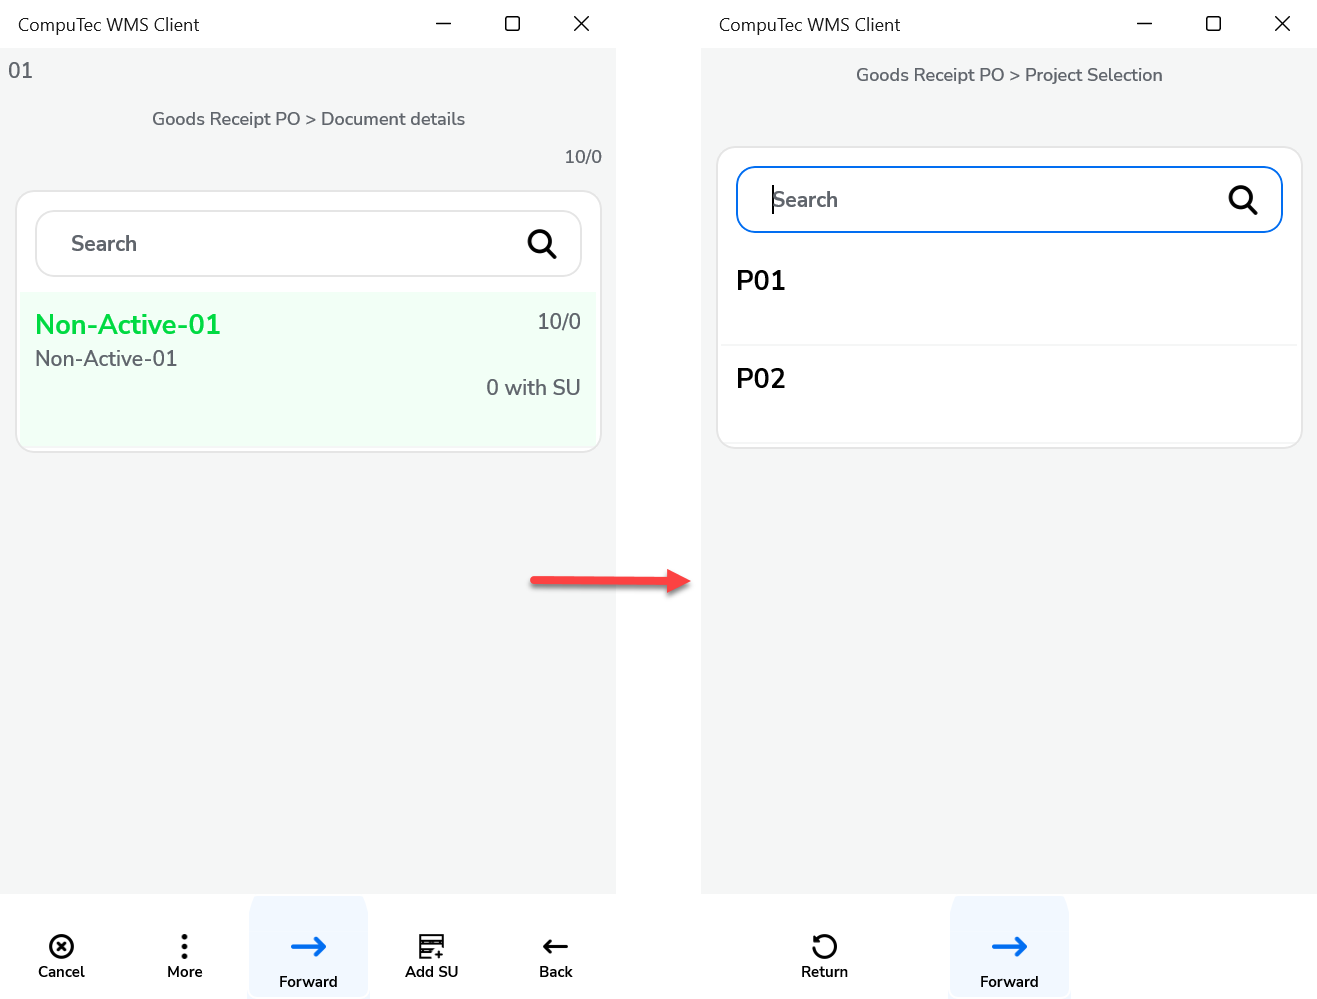 CompuTec WMS Client
01
Goods Receipt PO > Document details
10/0
Search
Non-Active-01
10/0
Non-Active-01
0 with SU
Cancel
More
Forward
Add SU
Back
CompuTec WMS Client
Goods Receipt PO > Project Selection
Search
P01
P02
Return
Forward